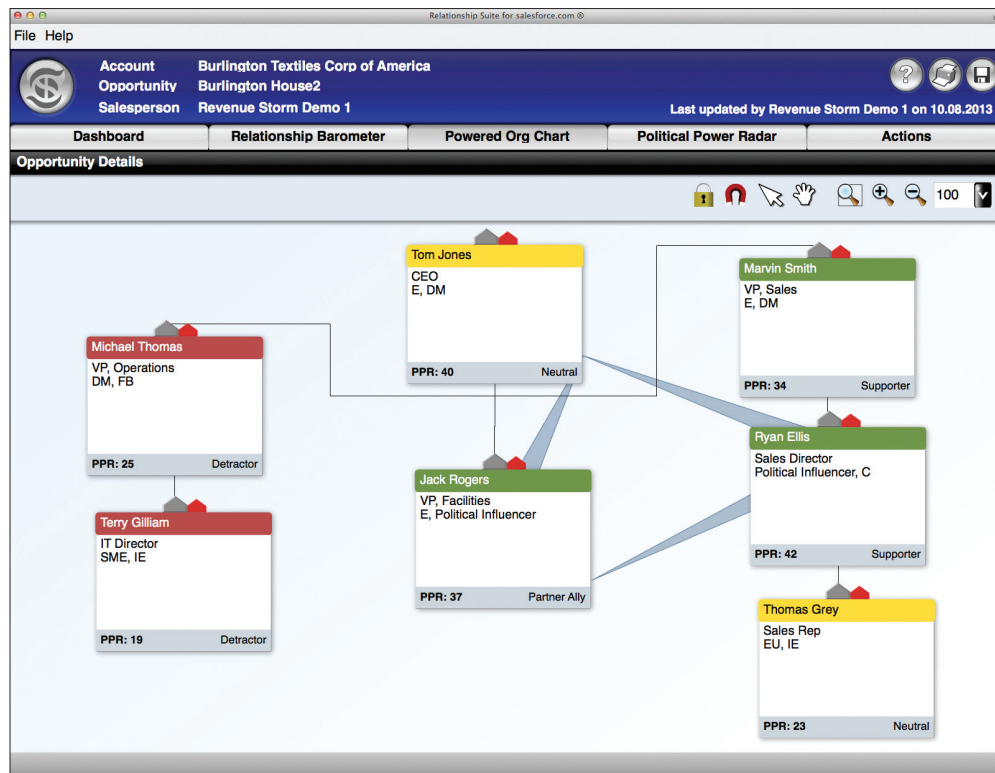 Relationship Suite for salesforce.com ®
File Help
Account Burlington Textiles Corp of America
Opportunity Burlington House2
Salesperson Revenue Storm Demo 1
Last updated by Revenue Storm Demo 1 on 10.08.2013
Dashboard Relationship Barometer Powered Org Chart Political Power Radar Actions
Opportunity Details
100
Tom Jones
CEO
E, DM
PPR: 40 Neutral
Marvin Smith
VP, Sales
E, DM
PPR: 34 Supporter
Michael Thomas
VP, Operations
DM, FB
PPR: 25 Detractor
Ryan Ellis
Sales Director
Political Influencer, C
PPR: 42 Supporter
Jack Rogers
VP, Facilities
E, Political Influencer
PPR: 37 Partner Ally
Terry Gilliam
IT Director
SME, IE
PPR: 19 Detractor
Thomas Grey
Sales Rep
EU, IE
PPR: 23 Neutral